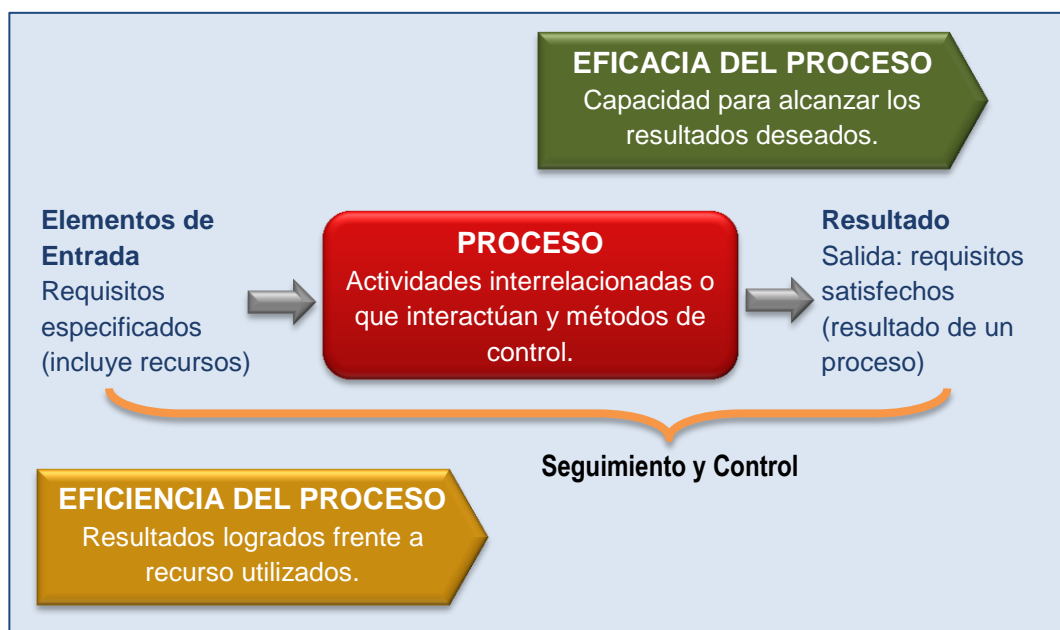 EFICACIA DEL PROCESO
Capacidad para alcanzar los
resultados deseados.
Elementos de
Entrada
Requisitos
especificados
(incluye recursos)
PROCESO
Actividades interrelacionadas o
que interactúan y métodos de
control.
Resultado
Salida: requisitos
satisfechos
(resultado de un
proceso)
Seguimiento y Control
EFICIENCIA DEL PROCESO
Resultados logrados frente a
recurso utilizados.